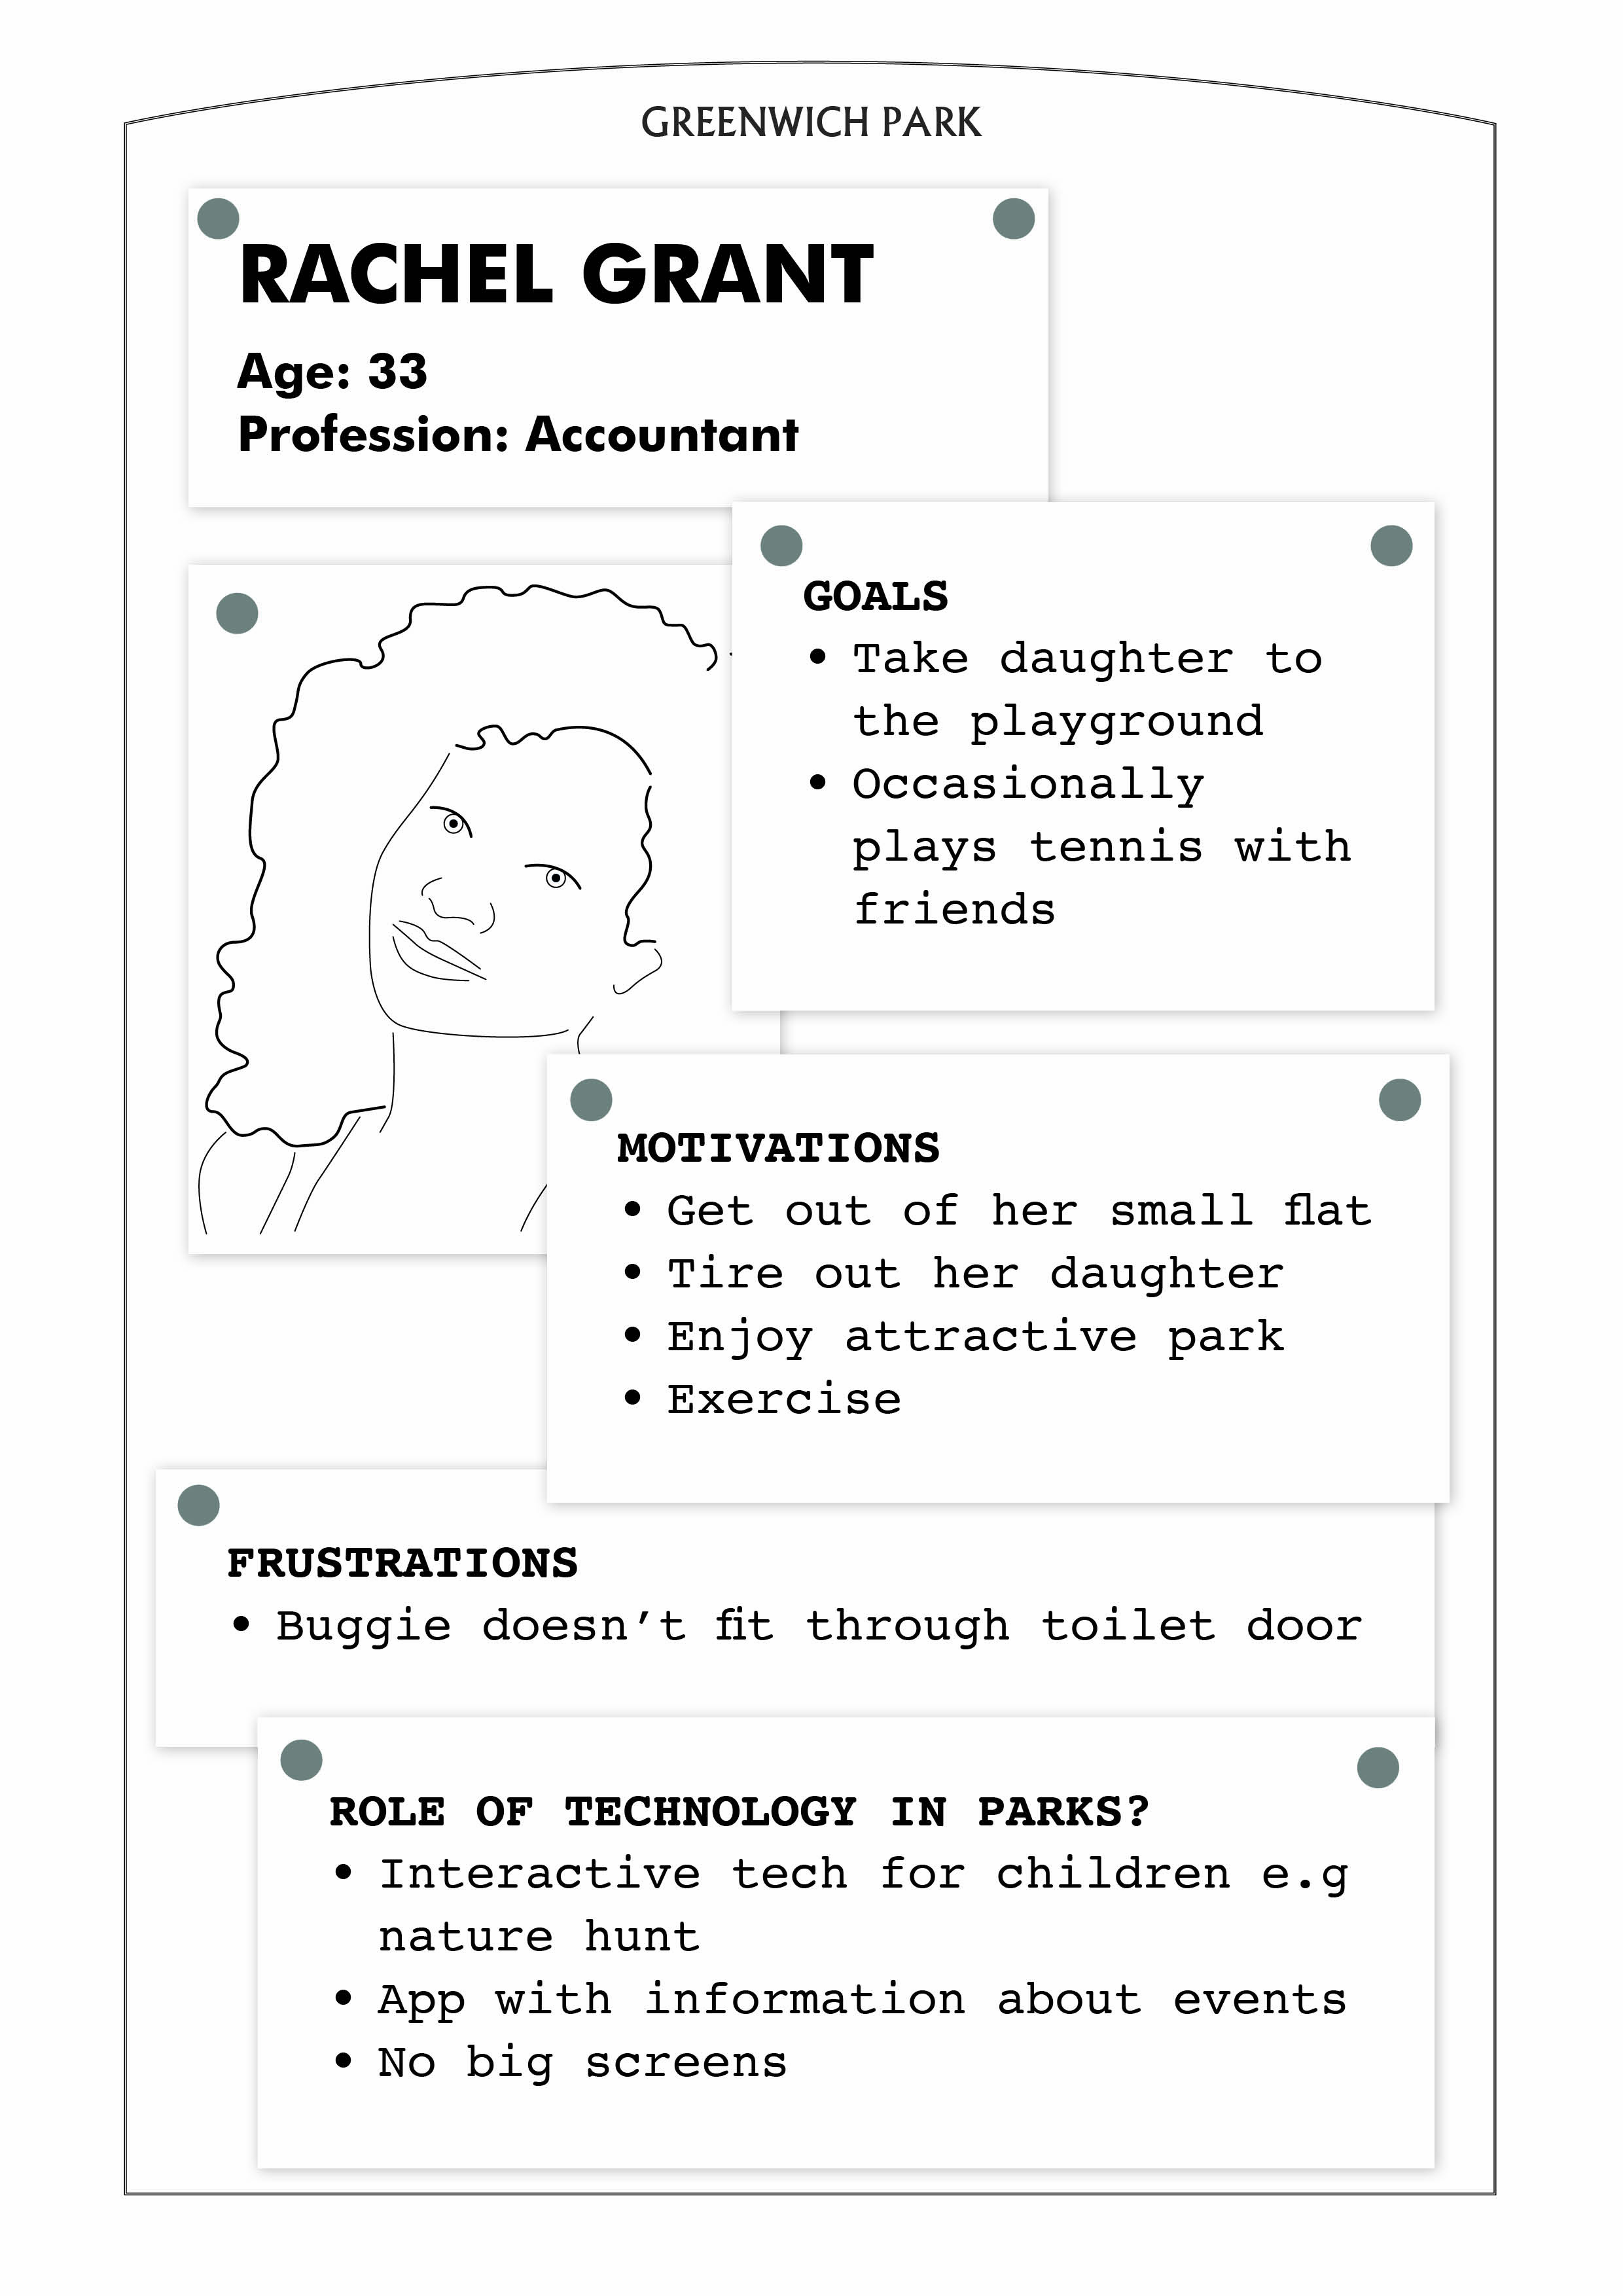 GREENWICH PARK
RACHEL GRANT
Age: 33
Profession: Accountant
GOALS
• Take daughter to
the playground
• Occasionally
plays tennis with
friends
MOTIVATIONS
• Get out of her small flat
• Tire out her daughter
• Enjoy attractive park
• Exercise
FRUSTRATIONS
• Buggie doesn’t fit through toilet door
ROLE OF TECHNOLOGY IN PARKS?
• Interactive tech for children e.g
nature hunt
• App with information about events
• No big screens